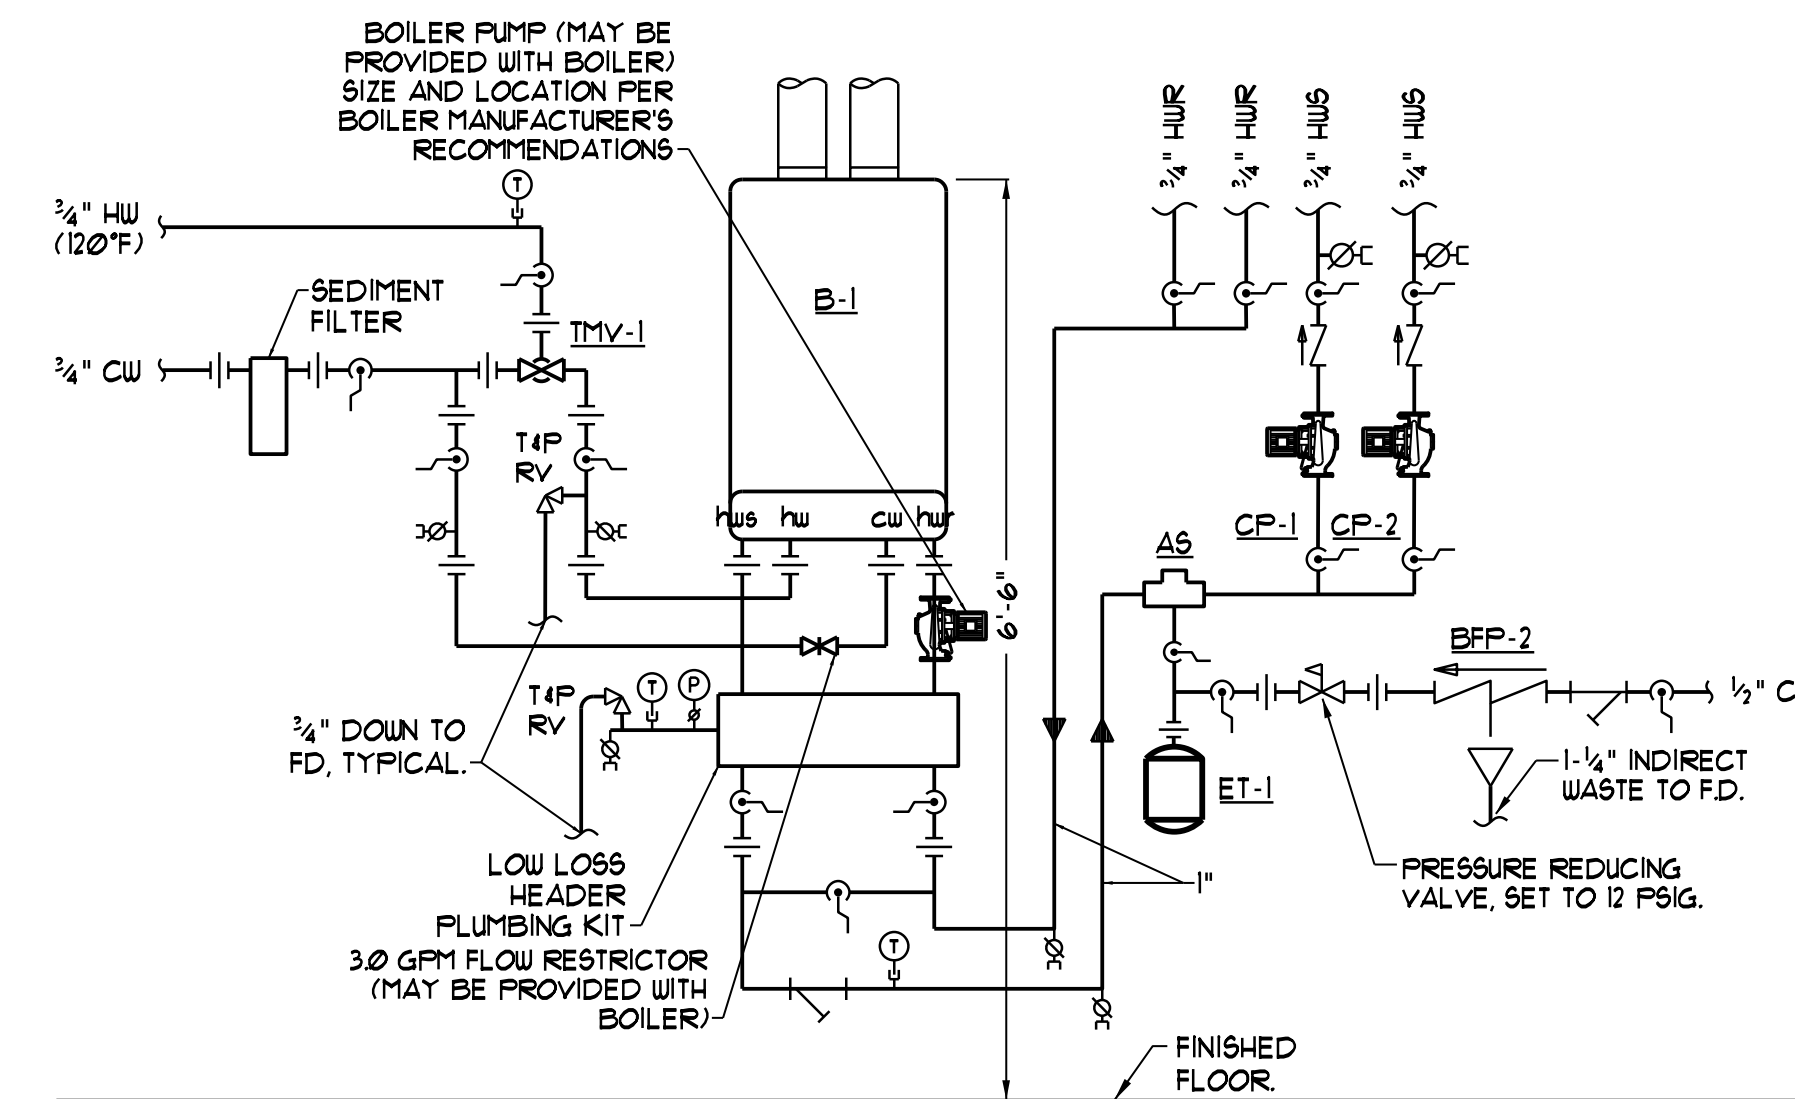 BOILER PUMP (MAY BE
PROVIDED WITH BOILER)
SIZE AND LOCATION PER
BOILER MANUFACTURER'S
RECOMMENDATIONS
T
3/4" HW
(120°F)
SEDIMENT
FILTER
TMV-1
3/4" CW
T&P
RV
B-1
hws hw cw hwr
3/4" HWR
3/4" HWR
3/4" HWS
3/4" HWS
CP-1 CP-2
AS
6'-6"
BFP-2
1/2" C
T&P
RV
T
P
3/4" DOWN TO
FD, TYPICAL.
ET-1
1-1/4" INDIRECT
WASTE TO F.D.
LOW LOSS
HEADER
PLUMBING KIT
1"
PRESSURE REDUCING
VALVE, SET TO 12 PSIG.
3.0 GPM FLOW RESTRICTOR
(MAY BE PROVIDED WITH
BOILER)
T
FINISHED
FLOOR.